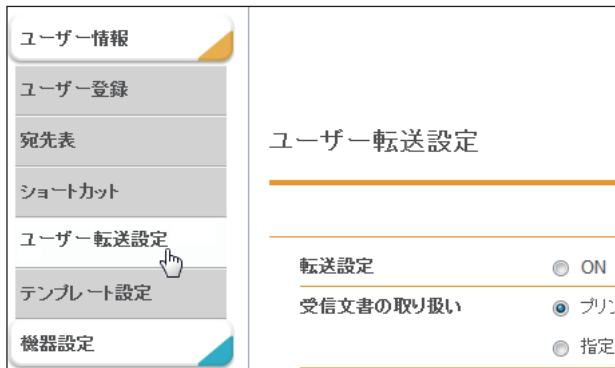 ユーザー情報
ユーザー登録
宛先表
ショートカット
ユーザー転送設定
テンプレート設定
機器設定
ユーザー転送設定
転送設定
ON
受信文書の取り扱い
プリン
指定